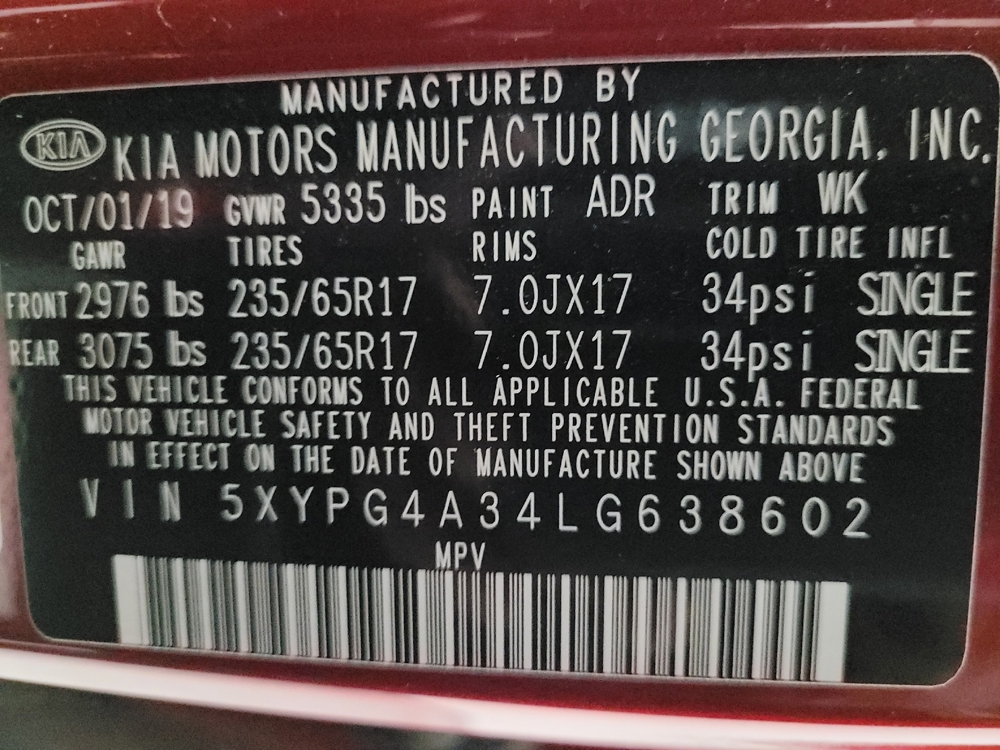 MANUFACTURED BY
KIA KIA MOTORS MANUFACTURING GEORGIA, INC.
OCT/01/19 GVWR 5335 lbs PAINT ADR TRIM WK
GAWR TIRES RIMS COLD TIRE INFL
FRONT 2976 lbs 235/65R17 7.0JX17 34psi SINGLE
REAR 3075 lbs 235/65R17 7.0JX17 34psi SINGLE
THIS VEHICLE CONFORMS TO ALL APPLICABLE U.S.A. FEDERAL
MOTOR VEHICLE SAFETY AND THEFT PREVENTION STANDARDS
IN EFFECT ON THE DATE OF MANUFACTURE SHOWN ABOVE
VIN 5XYPG4A34LG638602
MPV